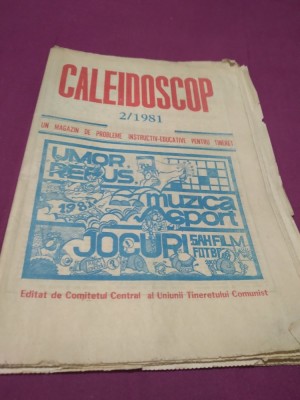 CALEIDOSCOP
2/1981
UN MAGAZIN DE PROBLEME INSTRUCTIV-EDUCATIVE PENTRU TINERET
UMOR
REBUS
1981
muzica
sport
JOCURI
ŞAH FILM
FOTBAL
Editat de Comitetul Central al Uniunii Tineretului Comunist